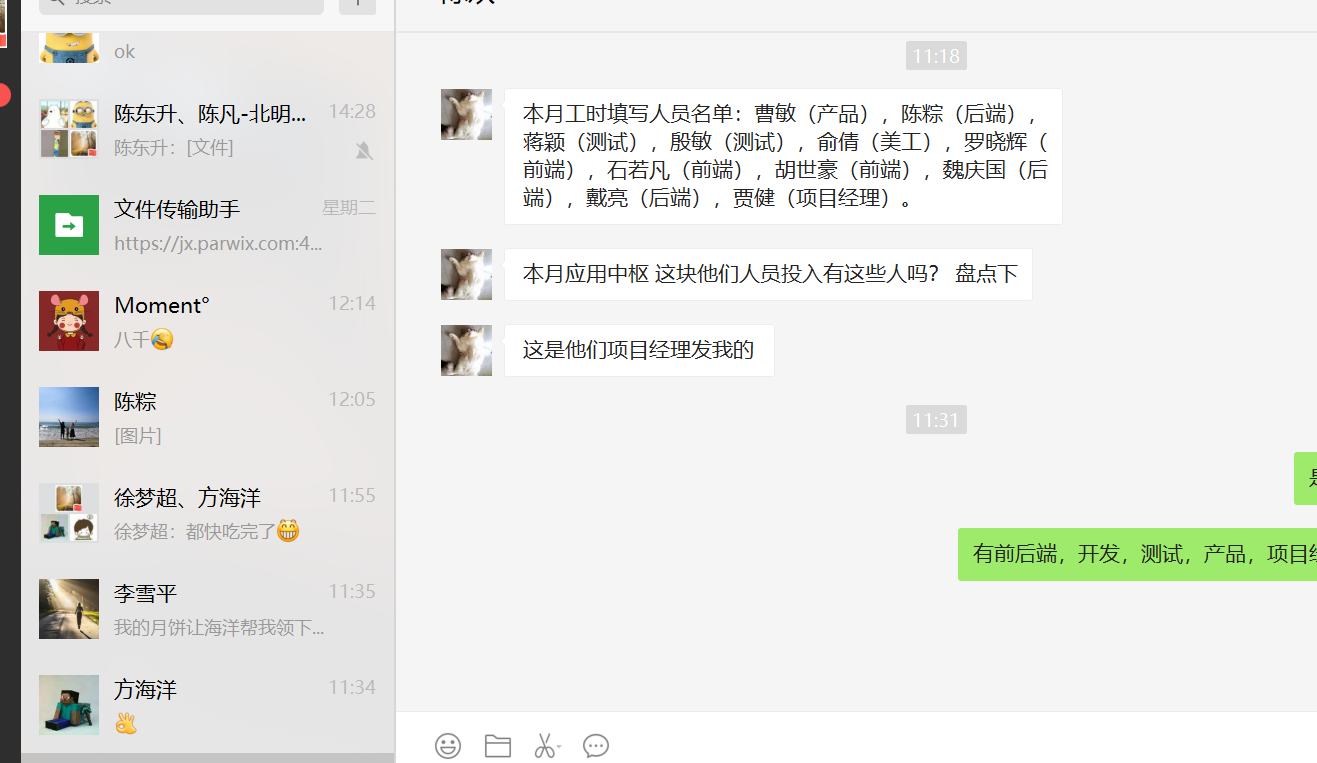 ok
陈东升、陈凡-北明... 14:28
陈东升：[文件]
文件传输助手 星期二
https://jx.parwix.com:4...
Moment° 12:14
八千🤣
陈粽 12:05
[图片]
徐梦超、方海洋 11:55
徐梦超：都快吃完了😁
李雪平 11:35
我的月饼让海洋帮我领下...
方海洋 11:34
👌
11:18
本月工时填写人员名单：曹敏（产品），陈粽（后端），
蒋颖（测试），殷敏（测试），俞倩（美工），罗晓辉（
前端），石若凡（前端），胡世豪（前端），魏庆国（后
端），戴亮（后端），贾健（项目经理）。
本月应用中枢 这块他们人员投入有这些人吗？ 盘点下
这是他们项目经理发我的
11:31
有前后端，开发，测试，产品，项目